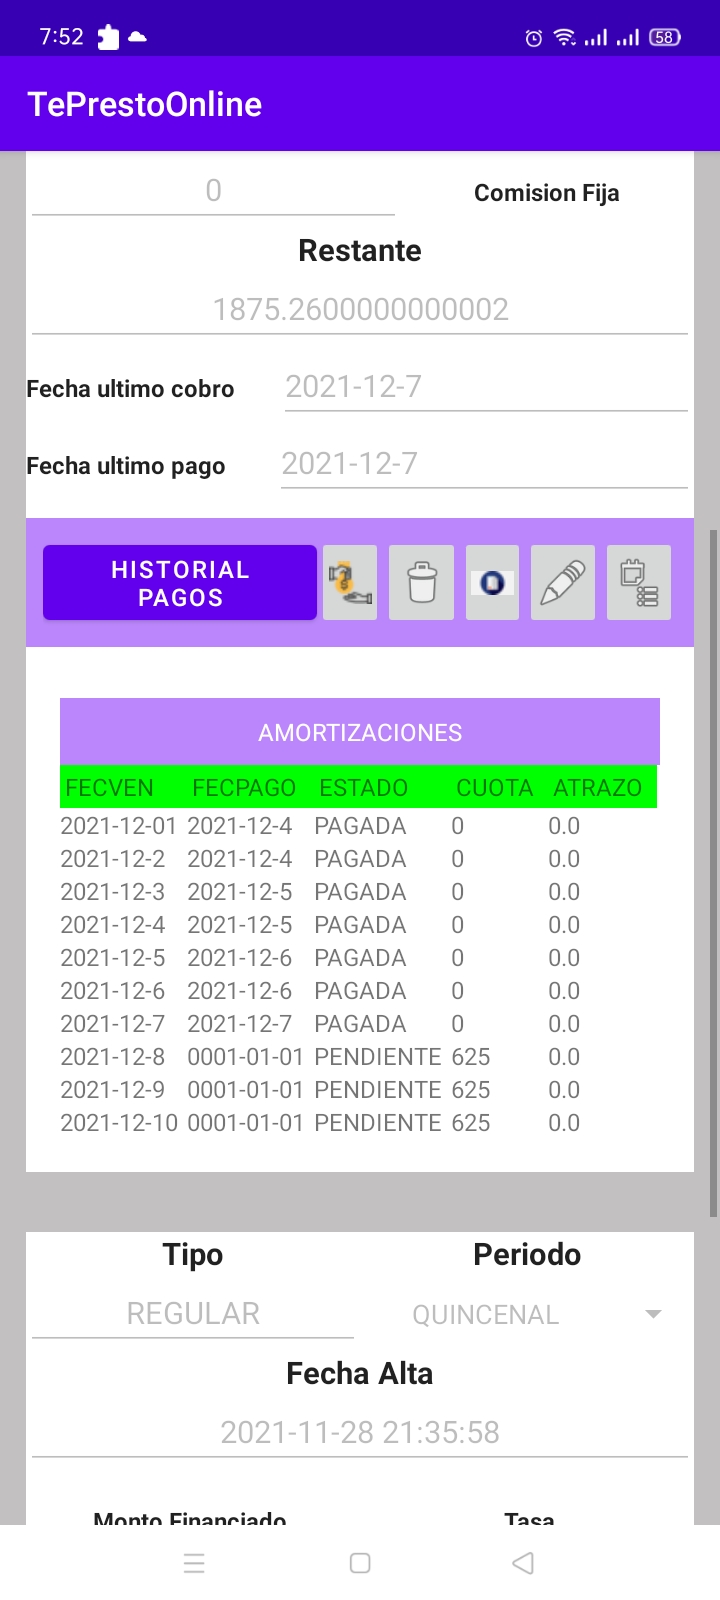 7:52 58
TePrestoOnline
0 Comision Fija
Restante
1875.2600000000002
Fecha ultimo cobro 2021-12-7
Fecha ultimo pago 2021-12-7
HISTORIAL
PAGOS
AMORTIZACIONES
FECVEN FECPAGO ESTADO CUOTA ATRAZO
2021-12-01 2021-12-4 PAGADA 0 0.0
2021-12-2 2021-12-4 PAGADA 0 0.0
2021-12-3 2021-12-5 PAGADA 0 0.0
2021-12-4 2021-12-5 PAGADA 0 0.0
2021-12-5 2021-12-6 PAGADA 0 0.0
2021-12-6 2021-12-6 PAGADA 0 0.0
2021-12-7 2021-12-7 PAGADA 0 0.0
2021-12-8 0001-01-01 PENDIENTE 625 0.0
2021-12-9 0001-01-01 PENDIENTE 625 0.0
2021-12-10 0001-01-01 PENDIENTE 625 0.0
Tipo Periodo
REGULAR QUINCENAL
Fecha Alta
2021-11-28 21:35:58
Monto Financiado Tasa